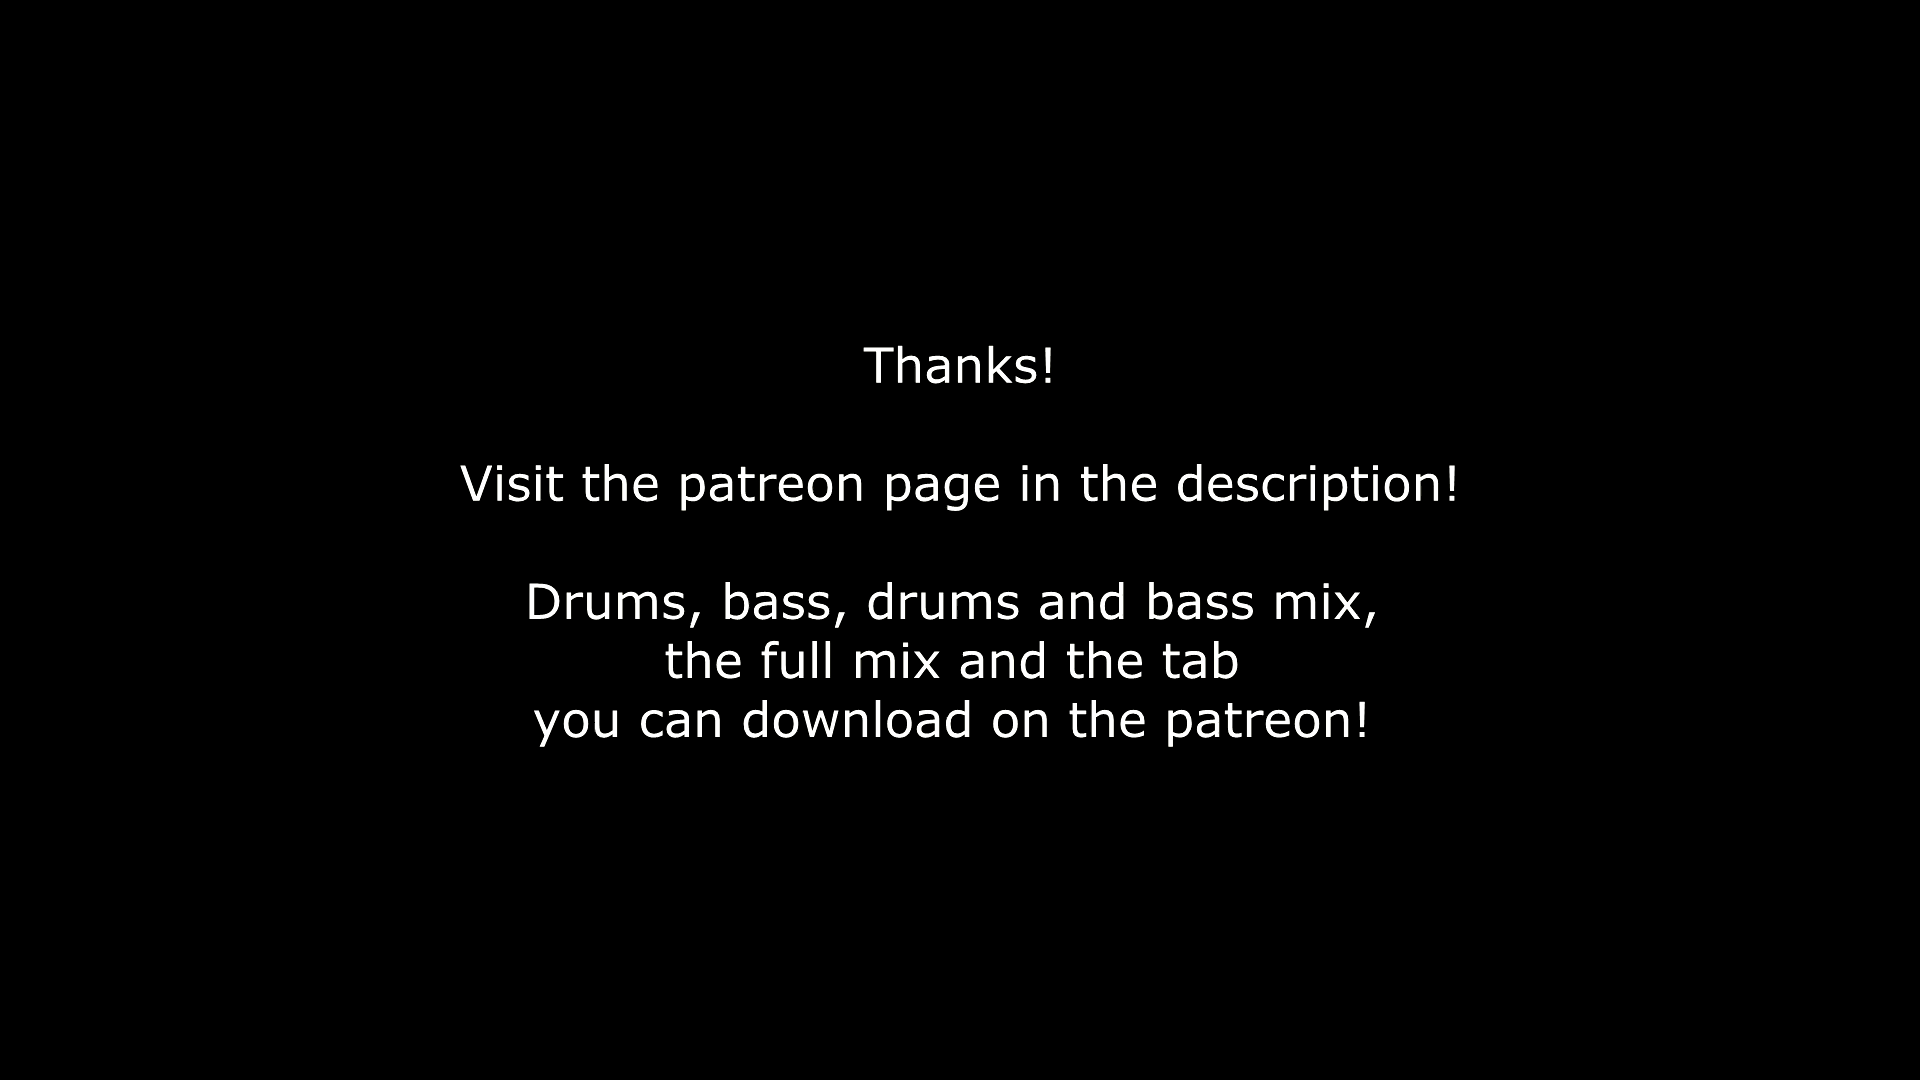 Thanks!
Visit the patreon page in the description!
Drums, bass, drums and bass mix,
the full mix and the tab
you can download on the patreon!